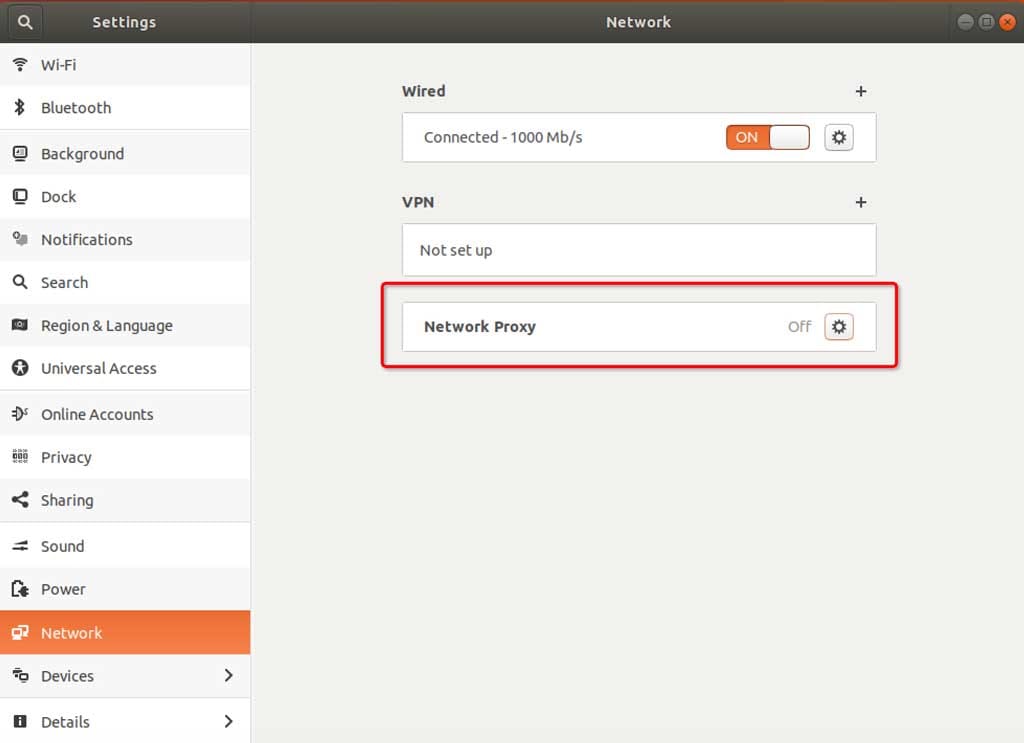 Settings
Network
Wi-Fi
Bluetooth
Background
Dock
Notifications
Search
Region & Language
Universal Access
Online Accounts
Privacy
Sharing
Sound
Power
Network
Devices
Details
Wired
Connected - 1000 Mb/s
ON
VPN
Not set up
Network Proxy
Off